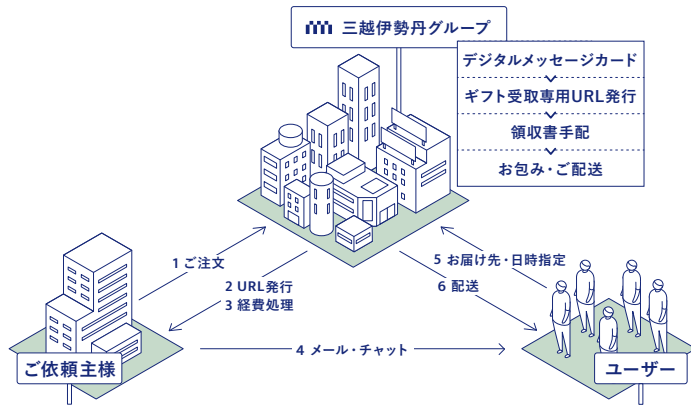 三越伊勢丹グループ
デジタルメッセージカード
ギフト受取専用URL発行
領収書手配
お包み・ご配送
1 ご注文
2 URL発行
3 経費処理
5 お届け先・日時指定
6 配送
4 メール・チャット
ご依頼主様
ユーザー